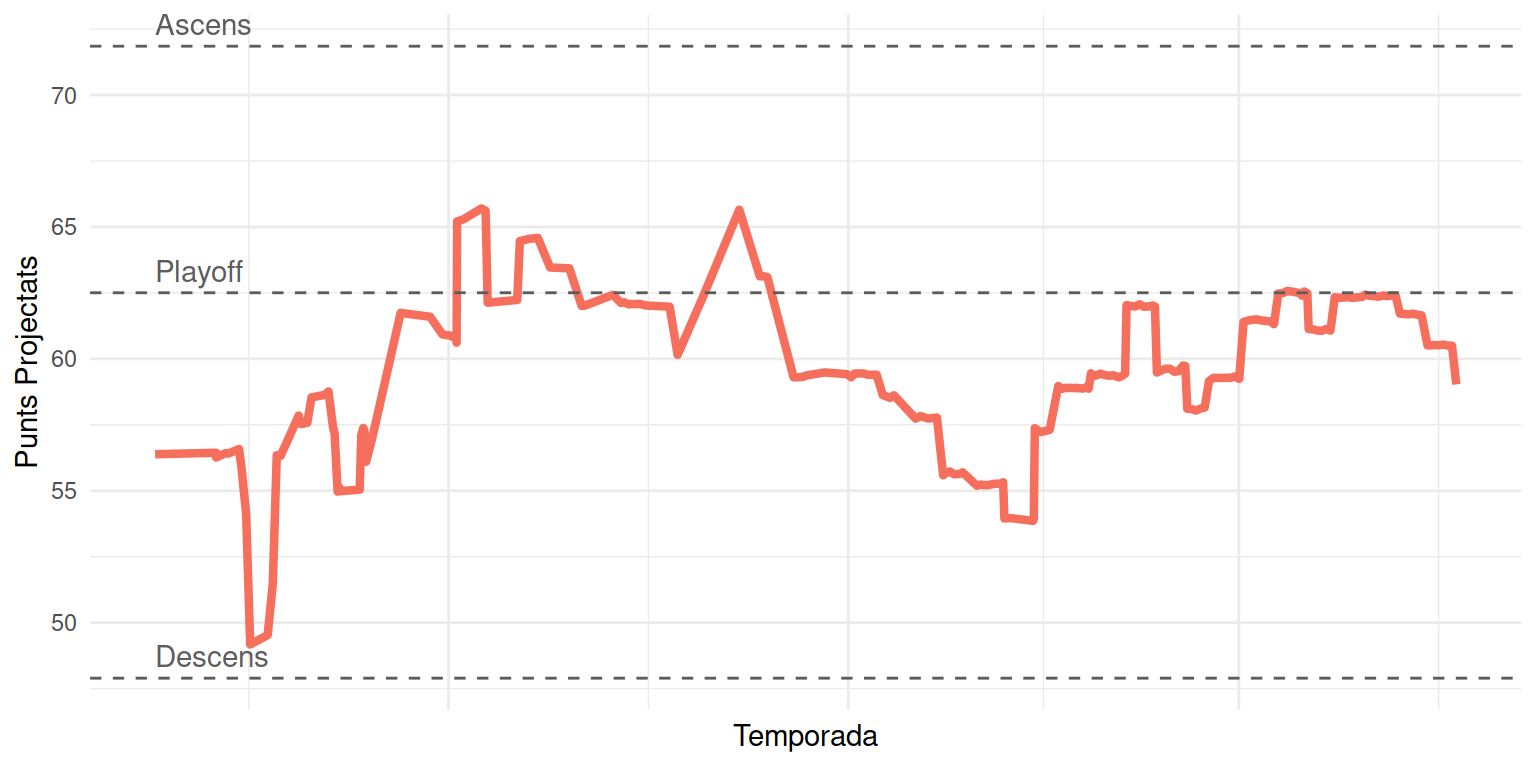 Ascens
70
65
Playoff
60
55
50
Descens
Punts Projectats
Temporada